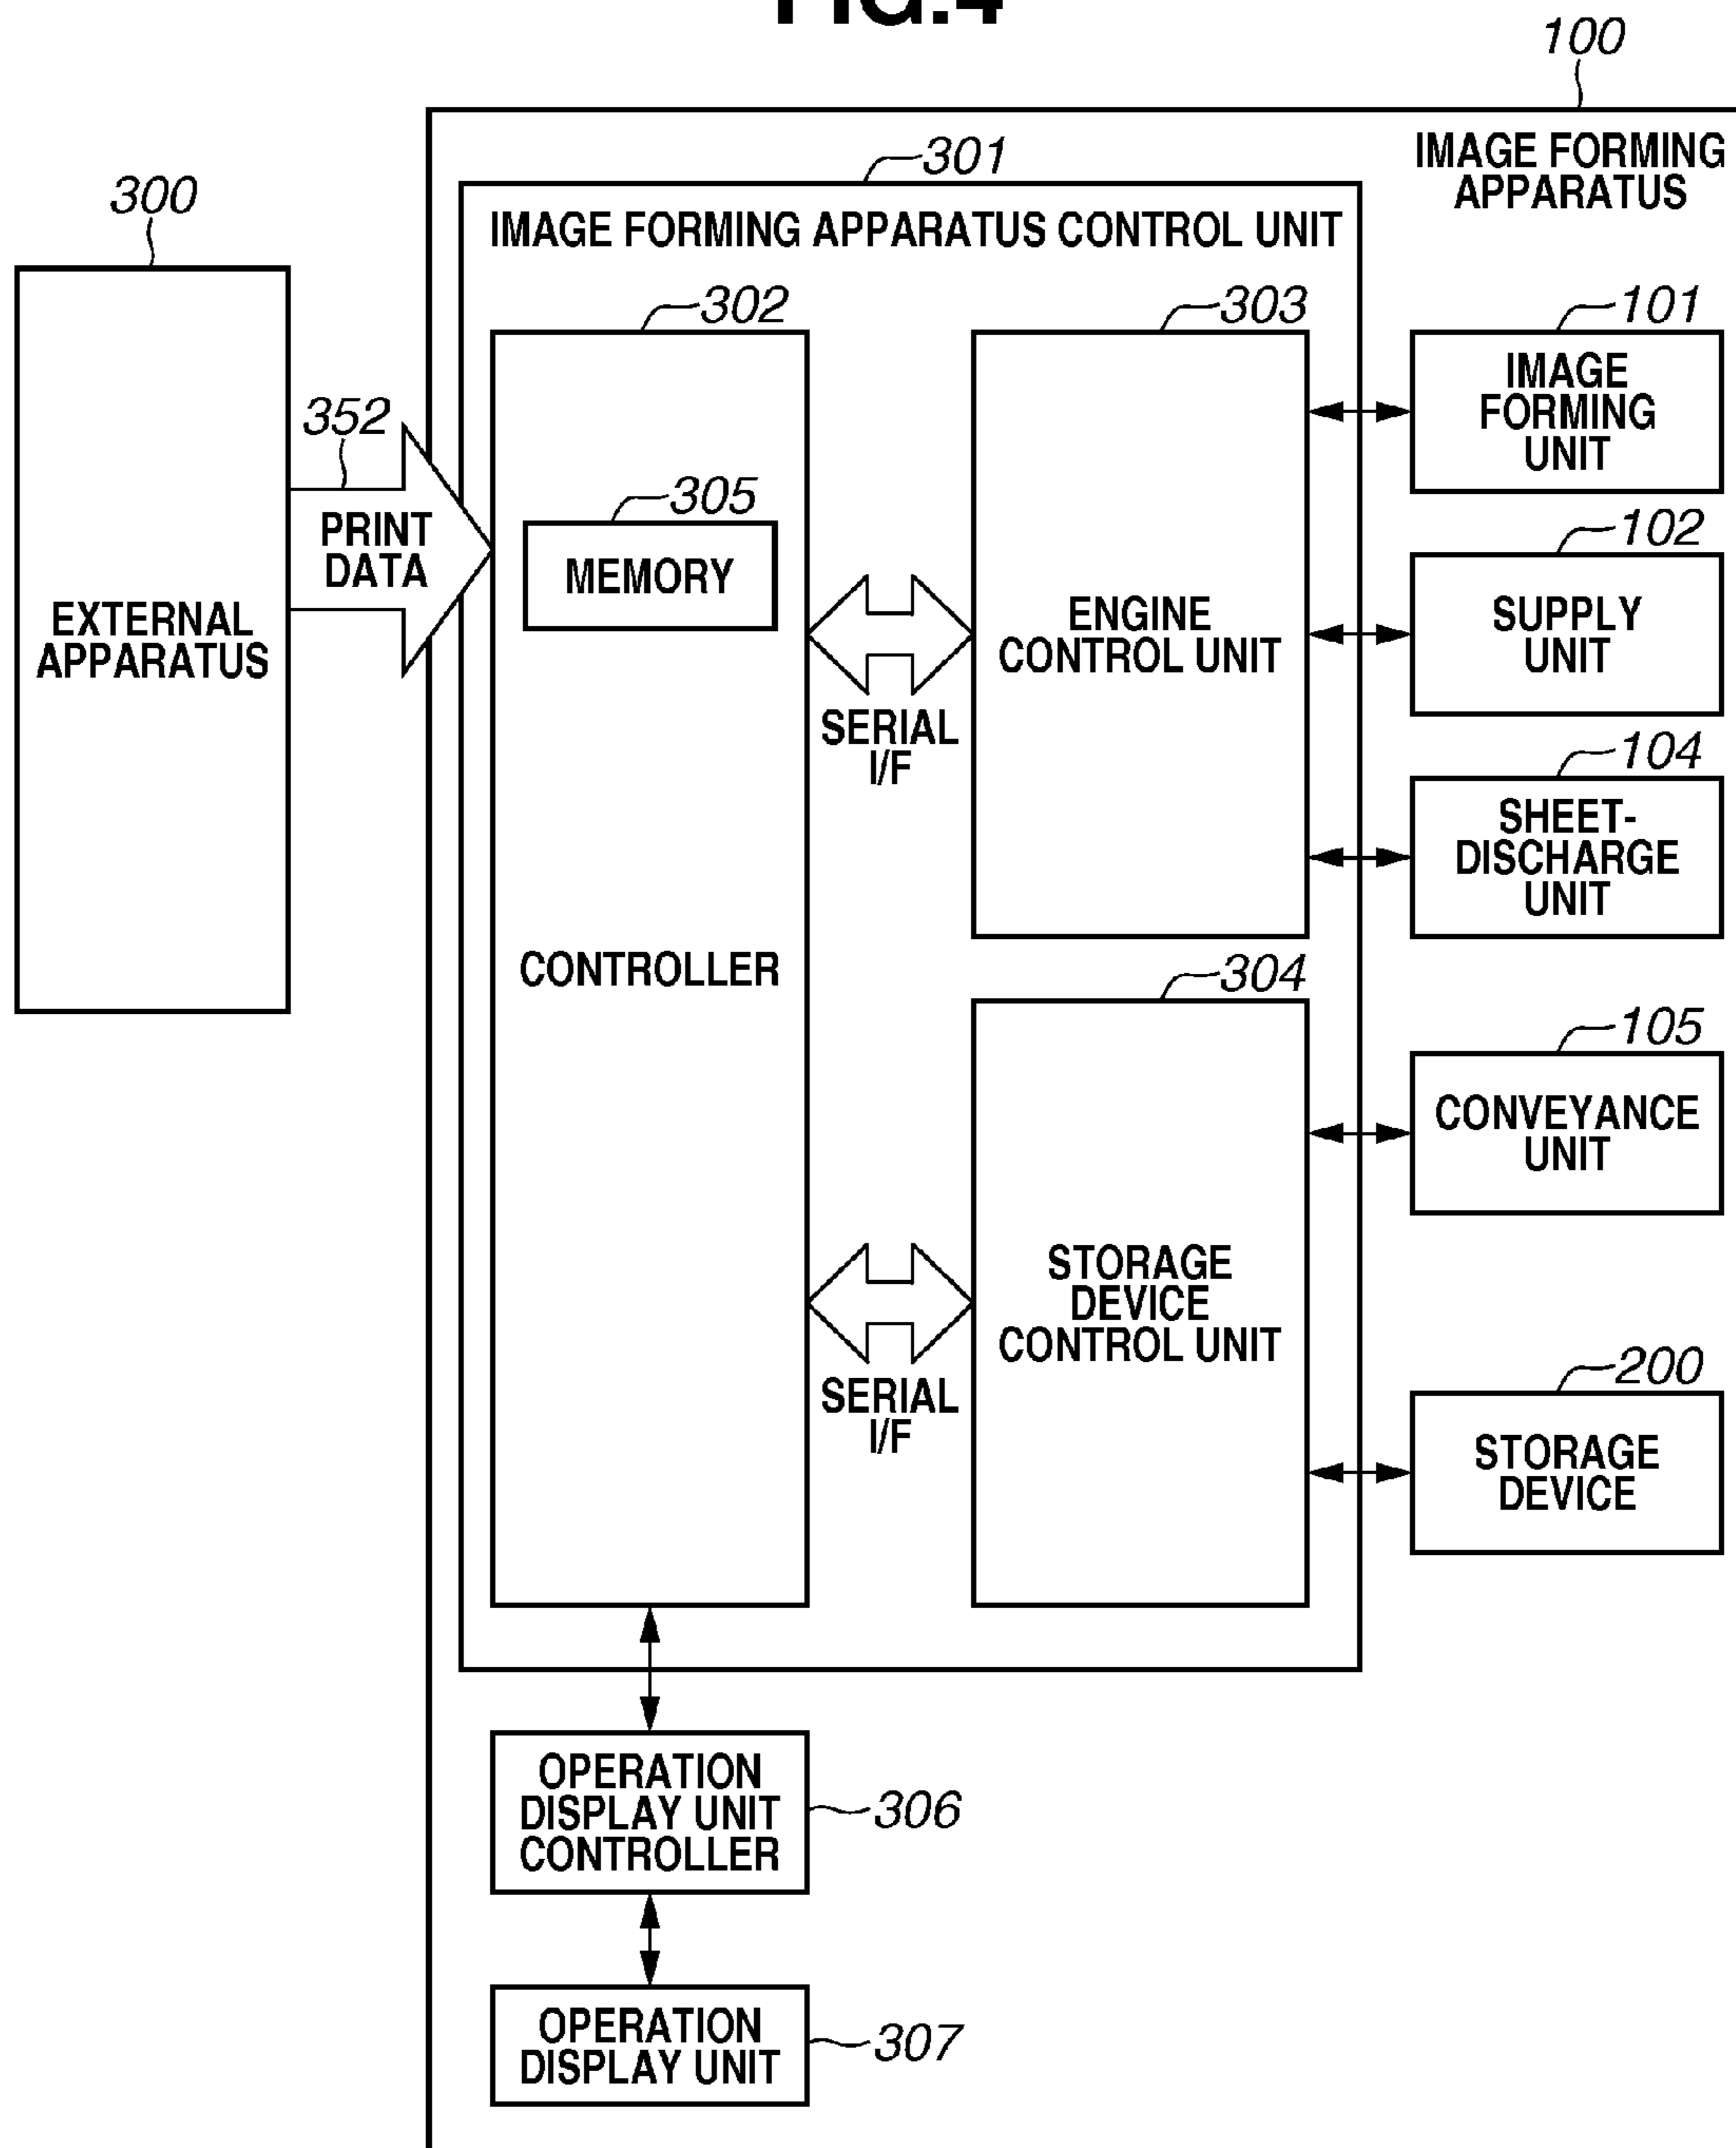 FIG.4
100
IMAGE FORMING
APPARATUS
301
IMAGE FORMING APPARATUS CONTROL UNIT
300
EXTERNAL
APPARATUS
352
PRINT
DATA
302
305
MEMORY
CONTROLLER
SERIAL
I/F
SERIAL
I/F
303
ENGINE
CONTROL UNIT
304
STORAGE
DEVICE
CONTROL UNIT
101
IMAGE
FORMING
UNIT
102
SUPPLY
UNIT
104
SHEET-
DISCHARGE
UNIT
105
CONVEYANCE
UNIT
200
STORAGE
DEVICE
OPERATION
DISPLAY UNIT
CONTROLLER
306
OPERATION
DISPLAY UNIT
307